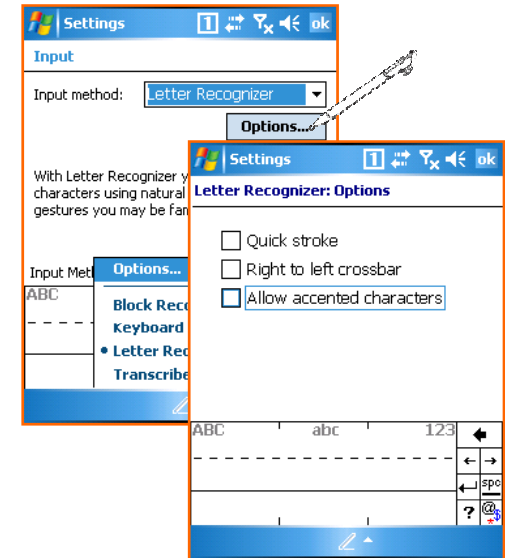 Settings 1 ok
Input
Input method: Letter Recognizer
Options...
With Letter Recognizer y
characters using natural
gestures you may be fan
Input Met
ABC
Options...
Block Reco
Keyboard
• Letter Rec
Transcribe
Settings 1 ok
Letter Recognizer: Options
Quick stroke
Right to left crossbar
Allow accented characters
ABC abc 123
spc
? @
*$